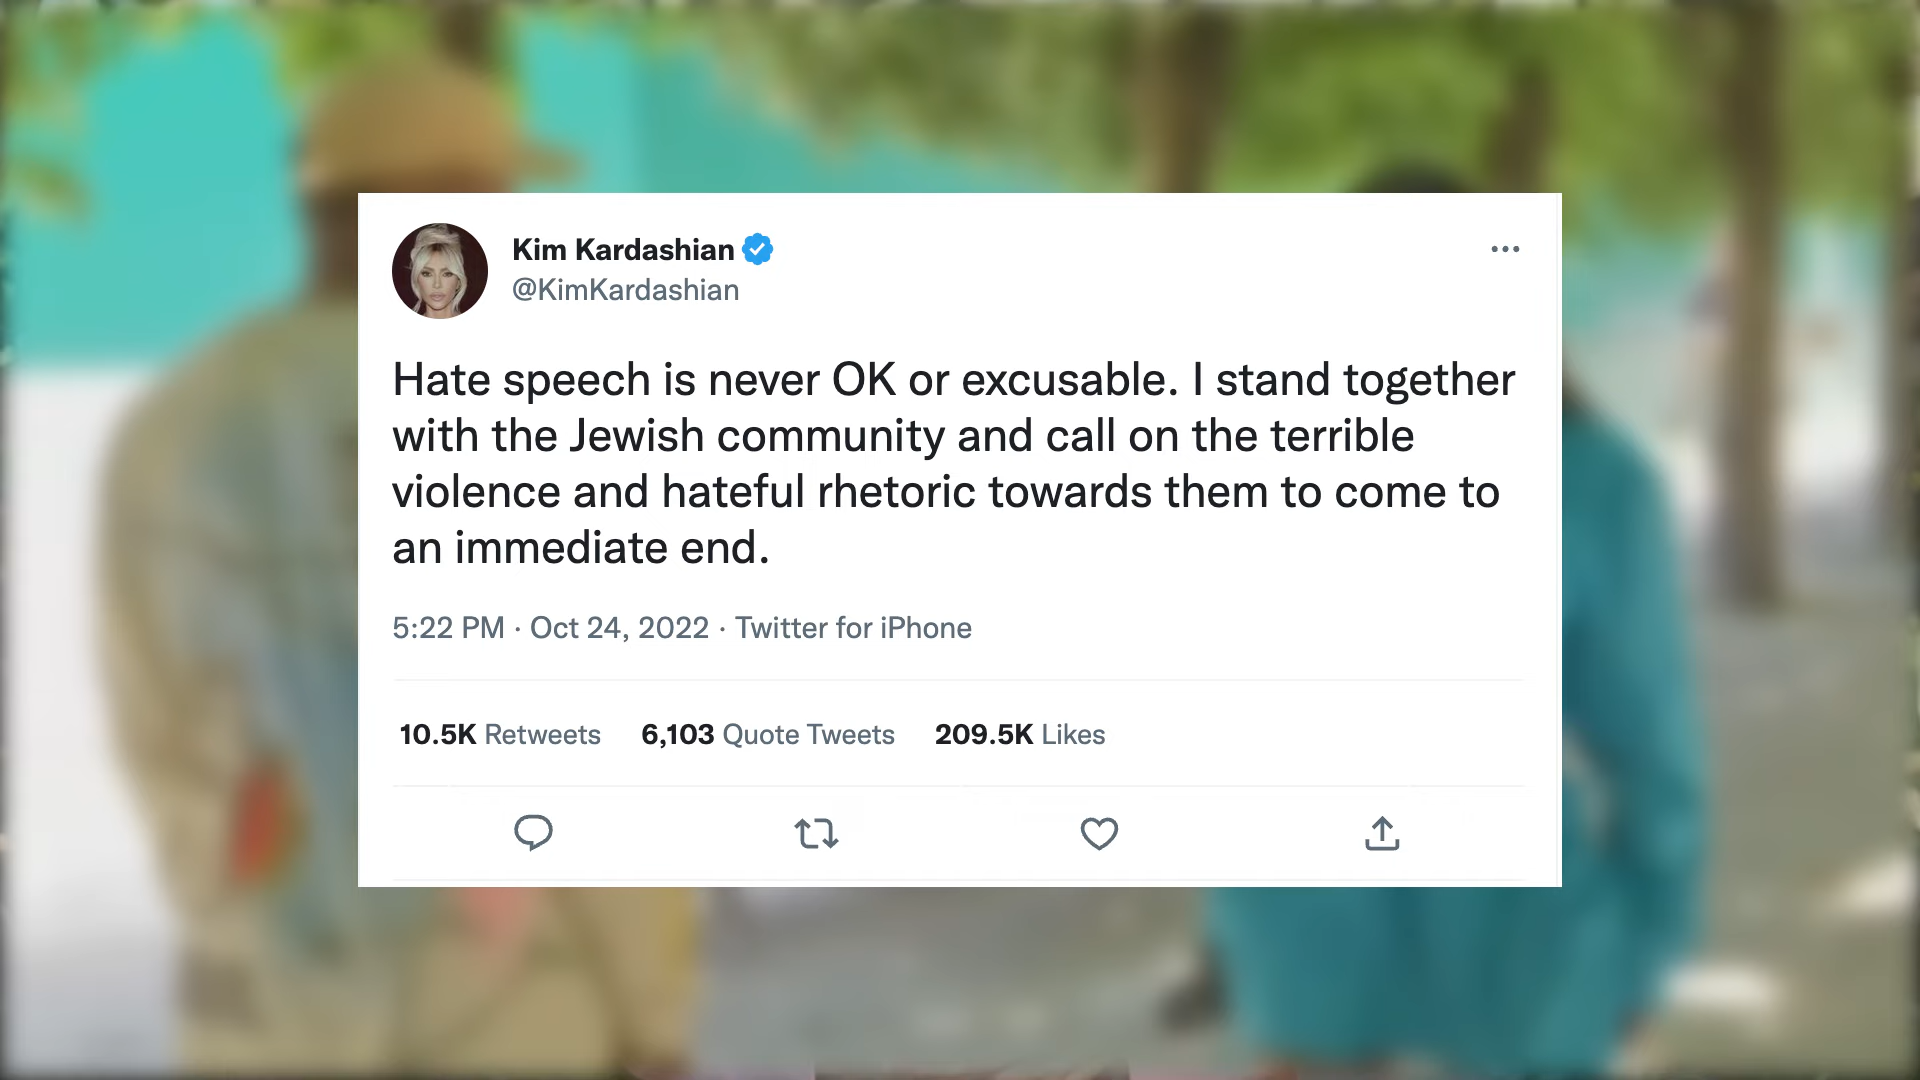 Kim Kardashian
@KimKardashian
Hate speech is never OK or excusable. I stand together
with the Jewish community and call on the terrible
violence and hateful rhetoric towards them to come to
an immediate end.
5:22 PM · Oct 24, 2022 · Twitter for iPhone
10.5K Retweets 6,103 Quote Tweets 209.5K Likes